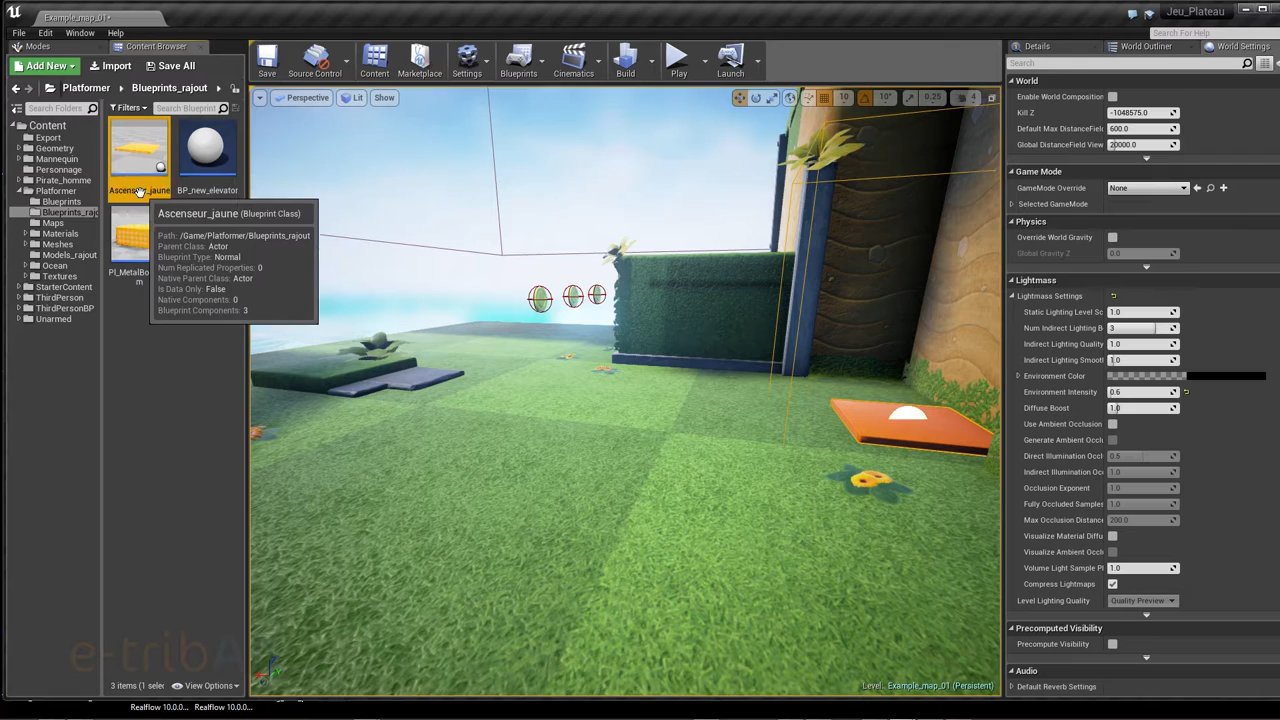 Example_map_01*
Jeu_Plateau
File Edit Window Help
Search For Help
Modes
Content Browser
Details
World Outliner
World Settings
Add New
Import
Save All
Save
Source Control
Content
Marketplace
Settings
Blueprints
Cinematics
Build
Play
Launch
Search
Platformer
Blueprints_rajout
Search Folders
Filters
Search Blueprint
Perspective
Lit
Show
10
10°
0.25
4
Content
Export
Geometry
Mannequin
Personnage
Pirate_homme
Platformer
Blueprints
Blueprints_rajo
Maps
Materials
Meshes
Models_rajout
Ocean
Textures
StarterContent
ThirdPerson
ThirdPersonBP
Unarmed
Ascenseur_jaune
BP_new_elevator
Pl_MetalBo
m
Ascenseur_jaune (Blueprint Class)
Path: /Game/Platformer/Blueprints_rajout
Parent Class: Actor
Blueprint Type: Normal
Num Replicated Properties: 0
Native Parent Class: Actor
Is Data Only: False
Native Components: 0
Blueprint Components: 3
World
Enable World Composition
Kill Z -1048575.0
Default Max DistanceField 600.0
Global DistanceField View 20000.0
Game Mode
GameMode Override None
Selected GameMode
Physics
Override World Gravity
Global Gravity Z 0.0
Lightmass
Lightmass Settings
Static Lighting Level Sc 1.0
Num Indirect Lighting B 3
Indirect Lighting Quality 1.0
Indirect Lighting Smooth 1.0
Environment Color
Environment Intensity 0.6
Diffuse Boost 1.0
Use Ambient Occlusion
Generate Ambient Occlu
Direct Illumination Occl 0.5
Indirect Illumination Oc 1.0
Occlusion Exponent 1.0
Fully Occluded Samples 1.0
Max Occlusion Distance 200.0
Visualize Material Diffu
Visualize Ambient Occl
Volume Light Sample Pl 1.0
Compress Lightmaps
Level Lighting Quality Quality Preview
Precomputed Visibility
Precompute Visibility
Audio
Default Reverb Settings
e-tribA
3 items (1 selec
View Options
Level: Example_map_01 (Persistent)
Realflow 10.0.0... Realflow 10.0.0...